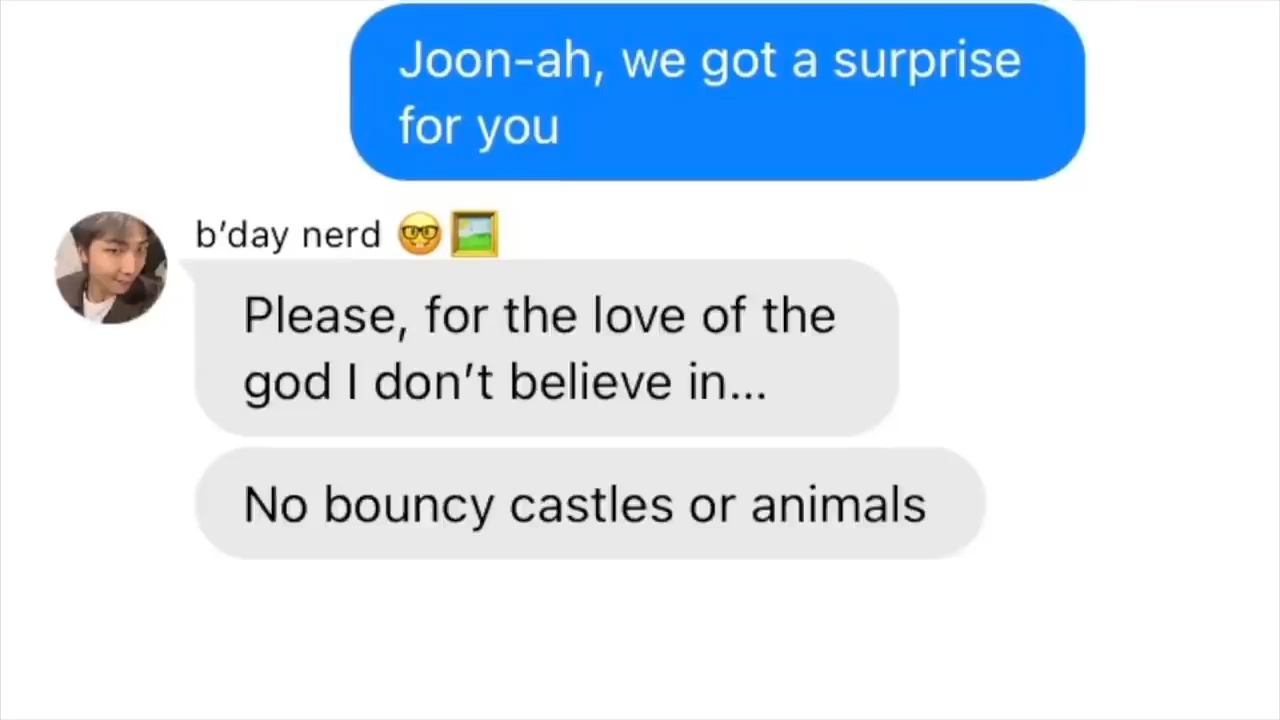 Joon-ah, we got a surprise
for you
b’day nerd 🤓🖼️
Please, for the love of the
god I don’t believe in...
No bouncy castles or animals